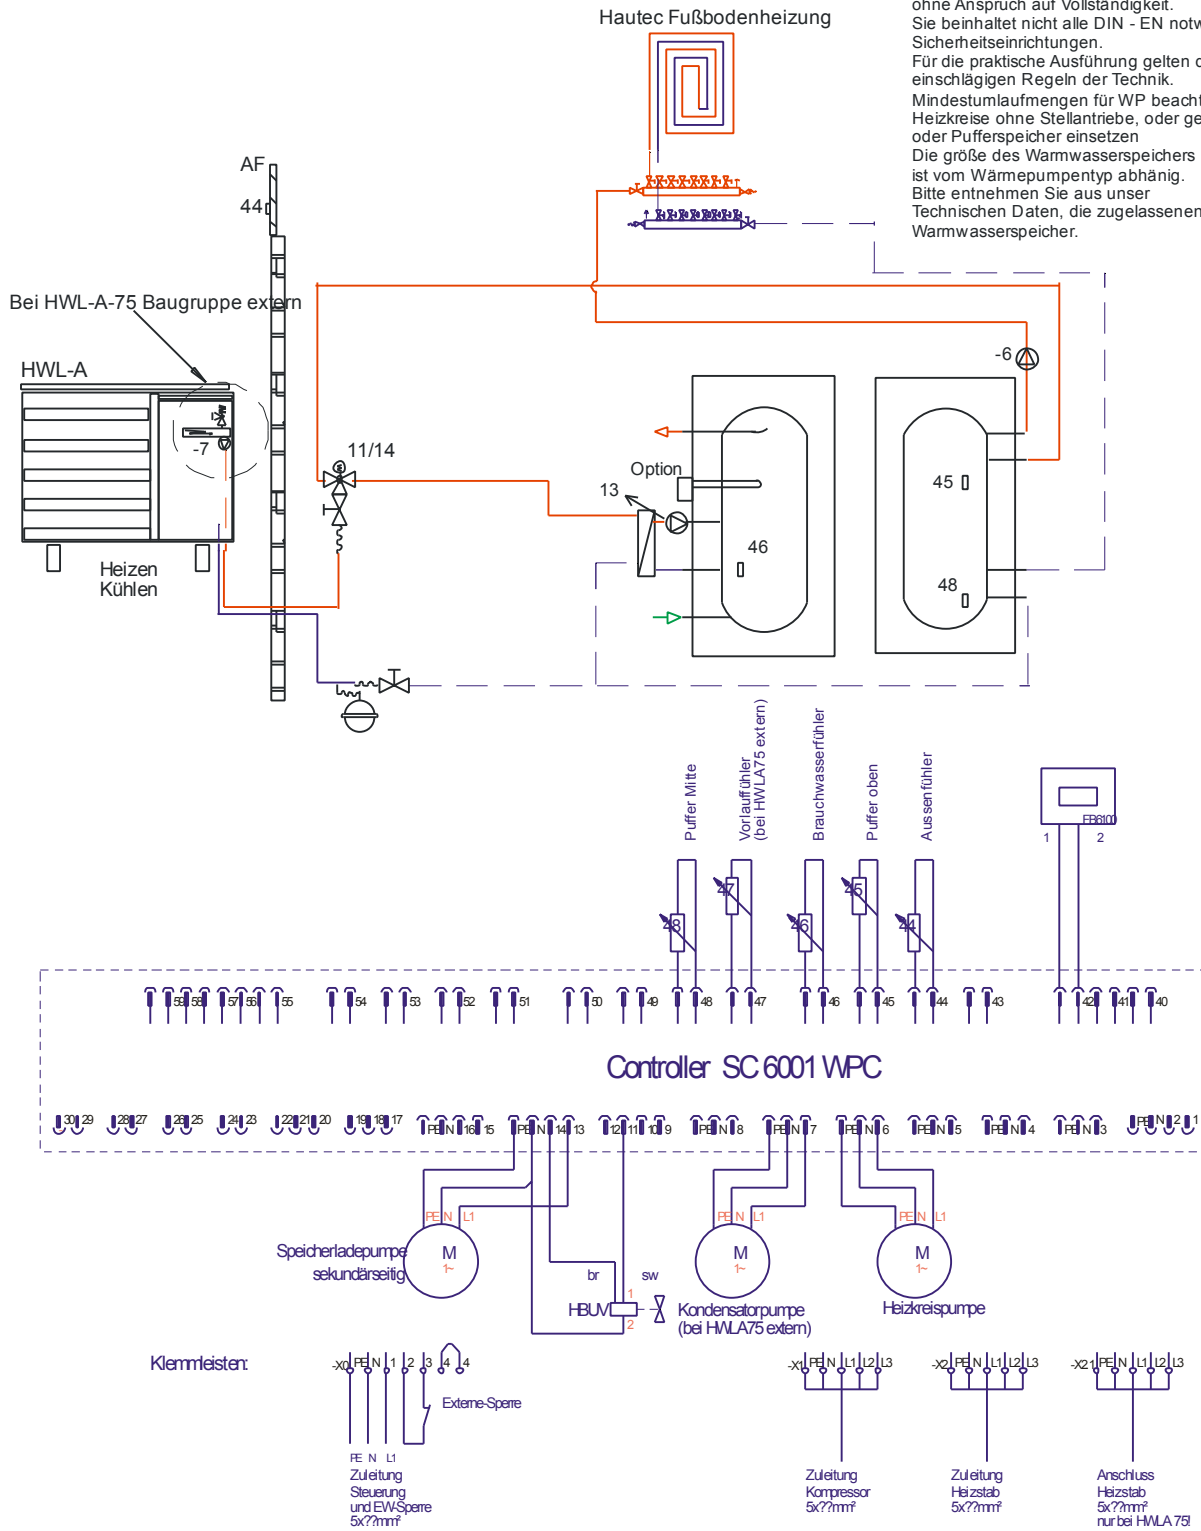 ohne Anspruch auf Vollständigkeit.
Hautec Fußbodenheizung
Sie beinhaltet nicht alle DIN - EN notw
Sicherheitseinrichtungen.
Für die praktische Ausführung gelten d
einschlägigen Regeln der Technik.
Mindestumlaufmengen für WP beacht
Heizkreise ohne Stellantriebe, oder ge
oder Pufferspeicher einsetzen
Die größe des Warmwasserspeichers
ist vom Wärmepumpentyp abhänig.
Bitte entnehmen Sie aus unser
Technischen Daten, die zugelassenen
Warmwasserspeicher.
AF
44
Bei HWL-A-75 Baugruppe extern
HWL-A
-7
Heizen
Kühlen
11/14
-6
Option
13
46
45
48
Puffer Mitte
Vorlauffühler
(bei HWLA75 extern)
Brauchwasserfühler
Puffer oben
Aussenfühler
FB6100
1 2
48 47 46 45 44
59 58 57 56 55 54 53 52 51 50 49 48 47 46 45 44 43 42 41 40
Controller SC 6001 WPC
30 29 28 27 26 25 24 23 22 21 20 19 18 17 PE N 16 15 PE N 14 13 12 11 10 9 PE N 8 PE N 7 PE N 6 PE N 5 PE N 4 PE N 3 PE N 2 1
PE N L1
PE N L1
PE N L1
Speicherladepumpe
sekundärseitig
M
1~
br
sw
HBUV
1
2
M
1~
Kondensatorpumpe
(bei HWLA75 extern)
M
1~
Heizkreispumpe
Klemmleisten:
-X0 PE N 1 2 3 4 4
-X1 PE N L1 L2 L3
-X2 PE N L1 L2 L3
-X2.1 PE N L1 L2 L3
Externe-Sperre
PE N L1
Zuleitung
Steuerung
und EW-Sperre
5x??mm²
Zuleitung
Kompressor
5x??mm²
Zuleitung
Heizstab
5x??mm²
Anschluss
Heizstab
5x??mm²
nur bei HWLA 75!